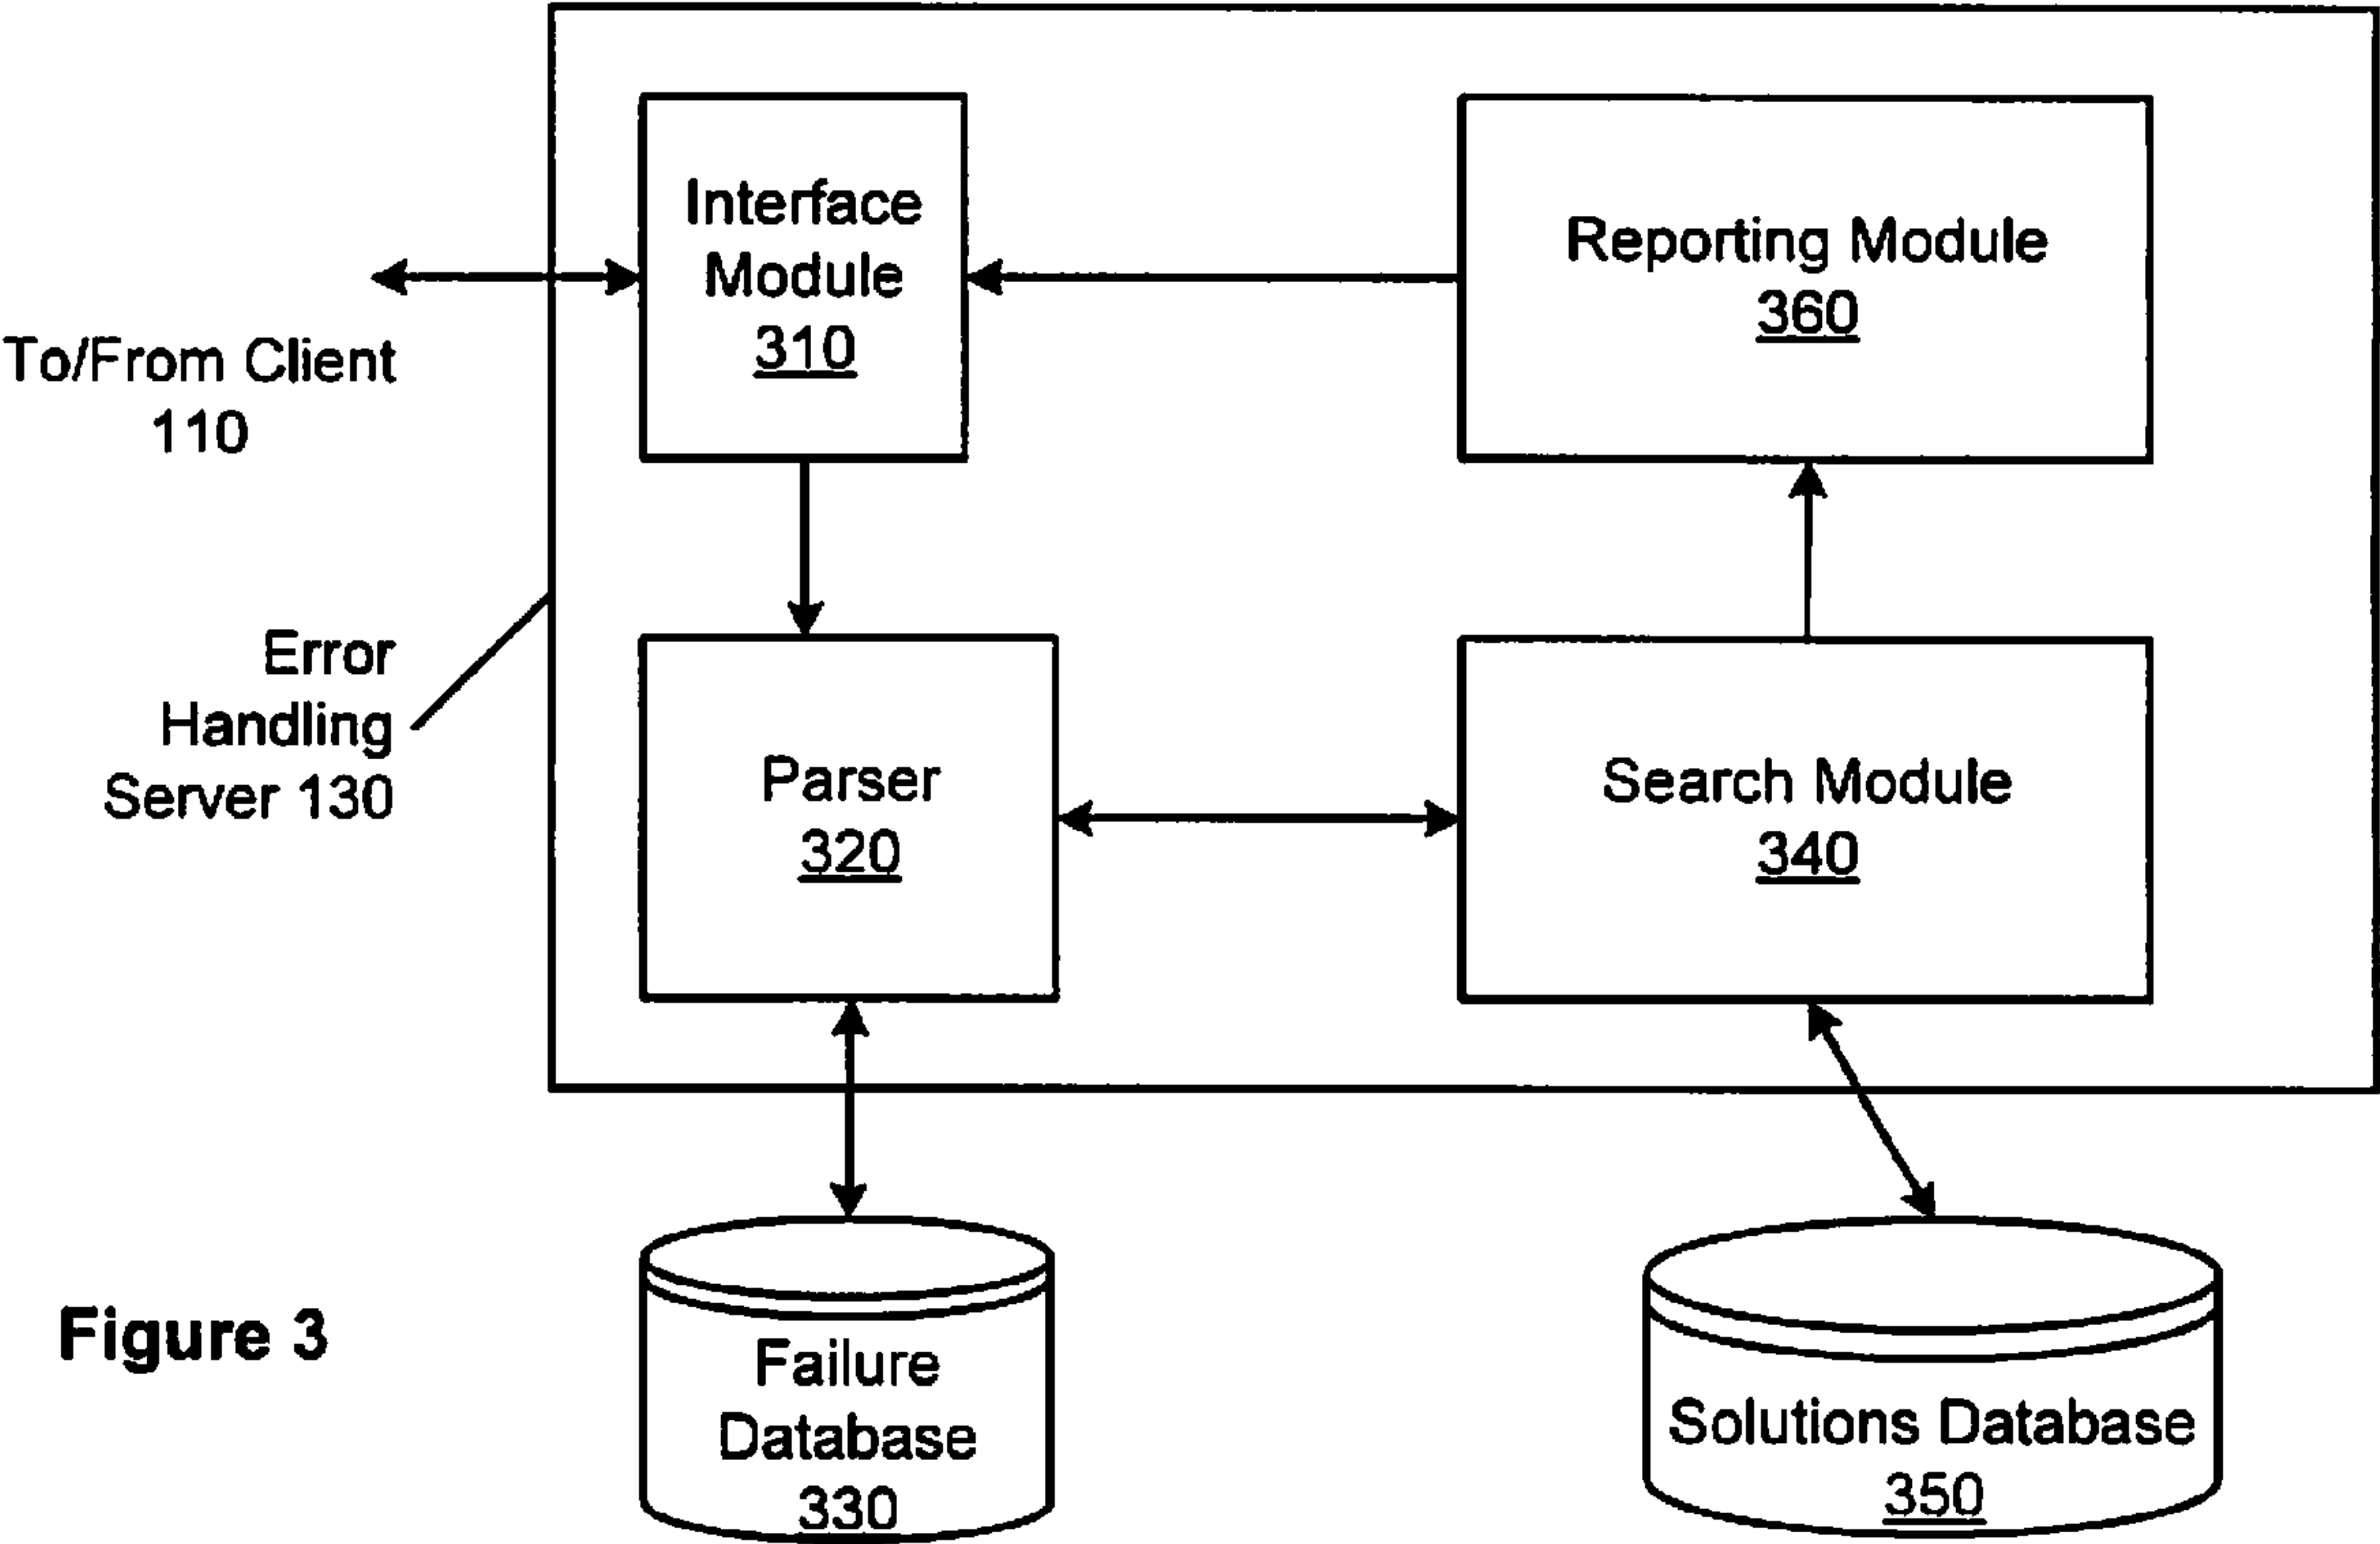 Interface
Module
310
Reporting Module
360
To/From Client
110
Error
Handling
Server 130
Parser
320
Search Module
340
Figure 3
Failure
Database
330
Solutions Database
350